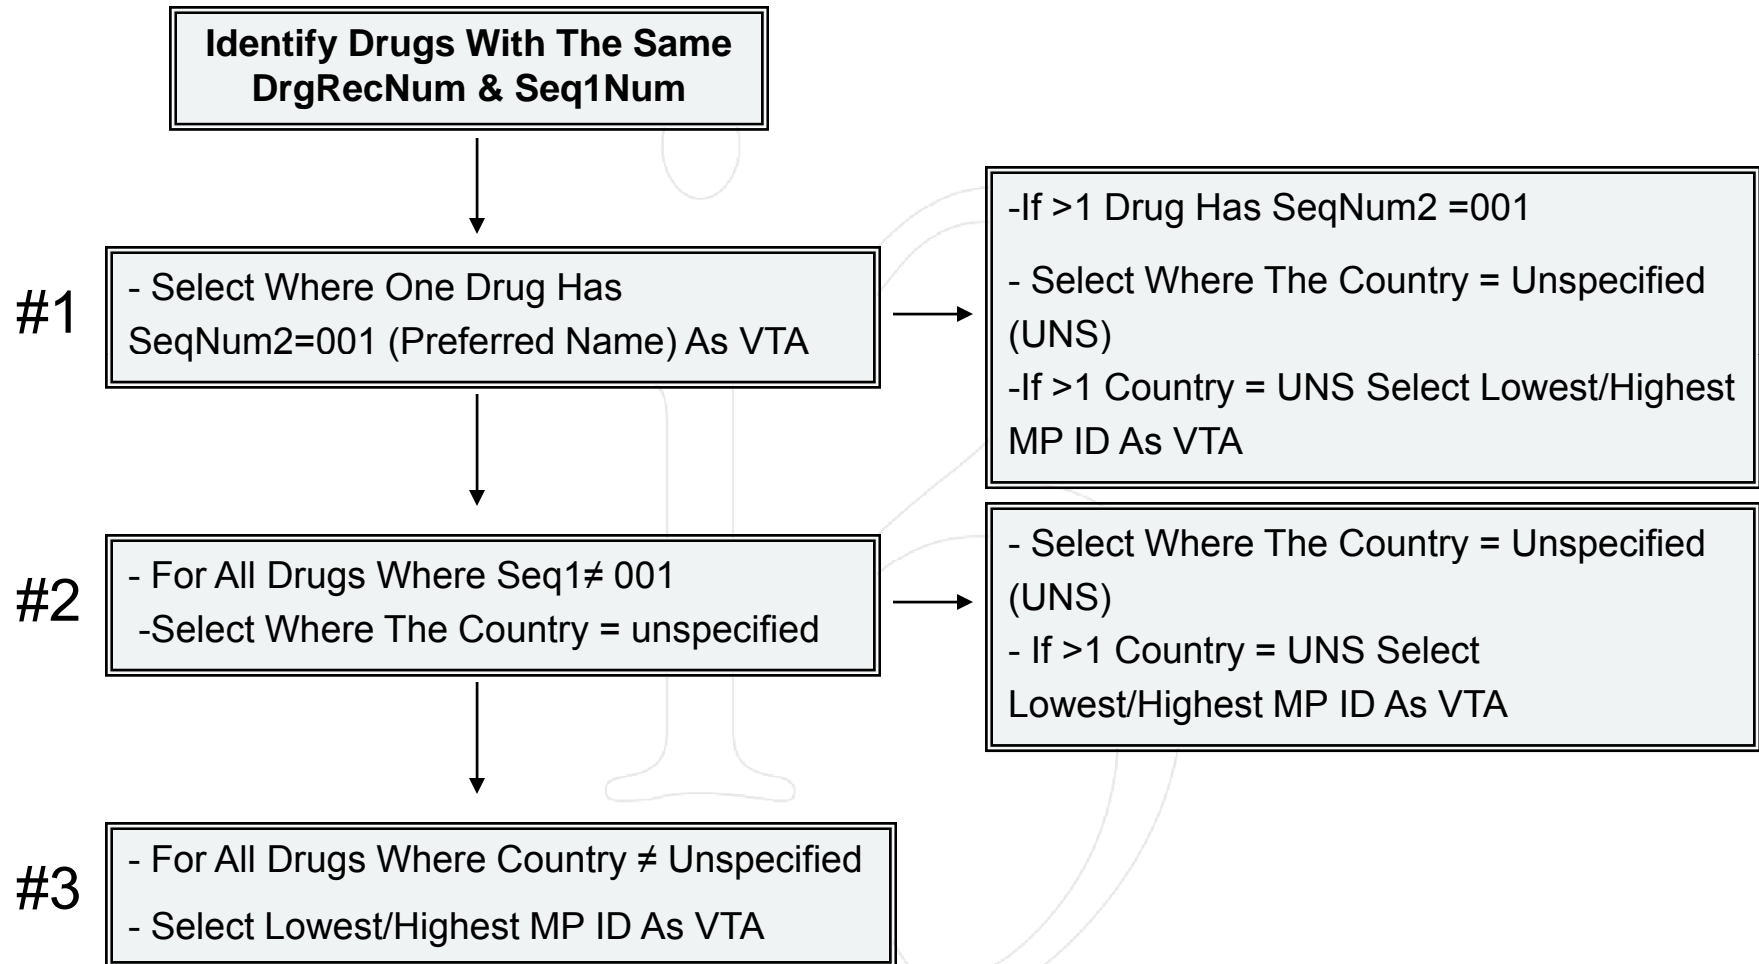 Identify Drugs With The Same
DrgRecNum & Seq1Num
#1
- Select Where One Drug Has
SeqNum2=001 (Preferred Name) As VTA
-If >1 Drug Has SeqNum2 =001
- Select Where The Country = Unspecified
(UNS)
-If >1 Country = UNS Select Lowest/Highest
MP ID As VTA
#2
- For All Drugs Where Seq1≠ 001
-Select Where The Country = unspecified
- Select Where The Country = Unspecified
(UNS)
- If >1 Country = UNS Select
Lowest/Highest MP ID As VTA
#3
- For All Drugs Where Country ≠ Unspecified
- Select Lowest/Highest MP ID As VTA